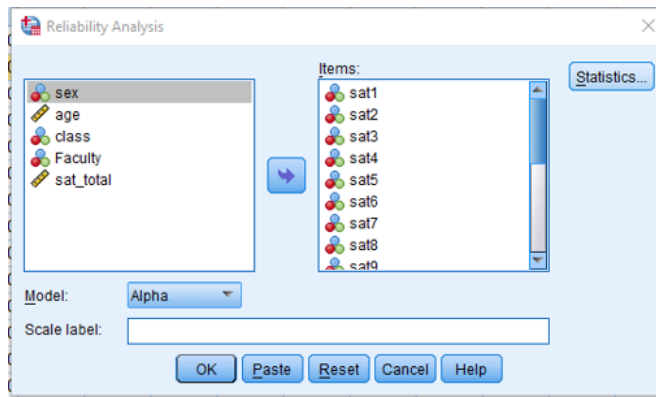 Reliability Analysis
Items:
Statistics...
sex
age
class
Faculty
sat_total
sat1
sat2
sat3
sat4
sat5
sat6
sat7
sat8
sat9
Model:
Alpha
Scale label:
OK
Paste
Reset
Cancel
Help